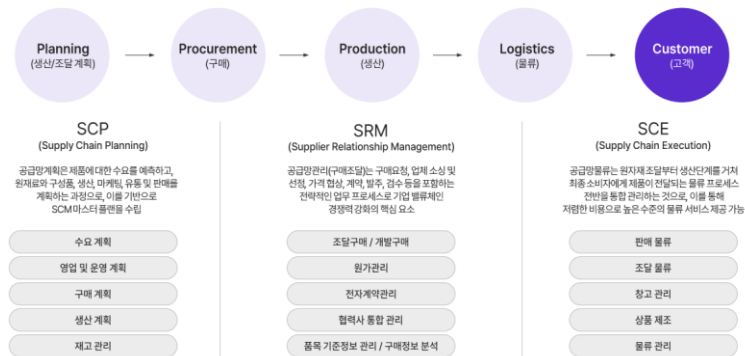 Planning
(생산/조달 계획)
Procurement
(구매)
Production
(생산)
Logistics
(물류)
Customer
(고객)
SCP
(Supply Chain Planning)
공급망계획은 제품에 대한 수요를 예측하고,
원재료와 구성품, 생산, 마케팅, 유통 및 판매를
계획하는 과정으로, 이를 기반으로
SCM 마스터 플랜을 수립
수요 계획
영업 및 운영 계획
구매 계획
생산 계획
재고 관리
SRM
(Supplier Relationship Management)
공급망관리(구매조달)는 구매요청, 업체 소싱 및
선정, 가격 협상, 계약, 발주, 검수 등을 포함하는
전략적인 업무 프로세스로 기업 밸류체인
경쟁력 강화의 핵심 요소
조달구매 / 개발구매
원가관리
전자계약관리
협력사 통합 관리
품목 기준정보 관리 / 구매정보 분석
SCE
(Supply Chain Execution)
공급망물류는 원자재 조달부터 생산단계를 거쳐
최종 소비자에게 제품이 전달되는 물류 프로세스
전반을 통합 관리하는 것으로, 이를 통해
저렴한 비용으로 높은 수준의 물류 서비스 제공 가능
판매 물류
조달 물류
창고 관리
상품 제조
물류 관리